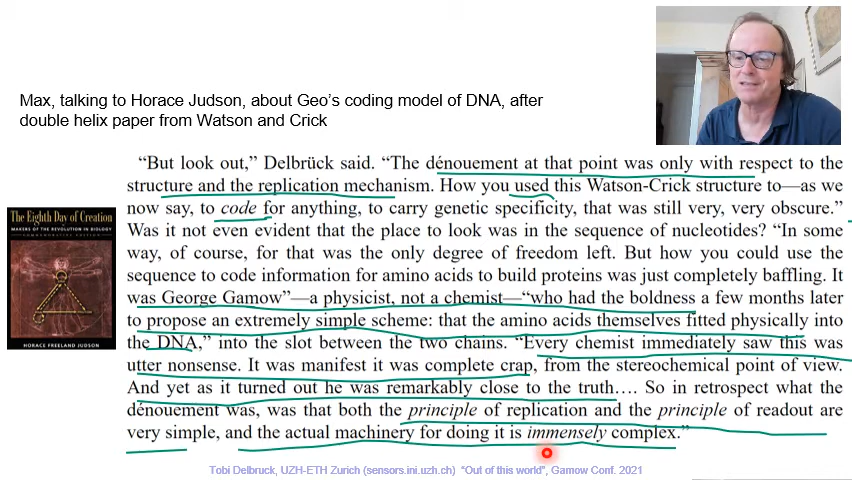 Max, talking to Horace Judson, about Geo's coding model of DNA, after
double helix paper from Watson and Crick
“But look out,” Delbrück said. “The dénouement at that point was only with respect to the
structure and the replication mechanism. How you used this Watson-Crick structure to—as we
now say, to code for anything, to carry genetic specificity, that was still very, very obscure.”
Was it not even evident that the place to look was in the sequence of nucleotides? “In some
way, of course, for that was the only degree of freedom left. But how you could use the
sequence to code information for amino acids to build proteins was just completely baffling. It
was George Gamow”—a physicist, not a chemist—“who had the boldness a few months later
to propose an extremely simple scheme: that the amino acids themselves fitted physically into
the DNA,” into the slot between the two chains. “Every chemist immediately saw this was
utter nonsense. It was manifest it was complete crap, from the stereochemical point of view.
And yet as it turned out he was remarkably close to the truth…. So in retrospect what the
dénouement was, was that both the principle of replication and the principle of readout are
very simple, and the actual machinery for doing it is immensely complex.”
The Eighth Day of Creation
MAKERS OF THE REVOLUTION IN BIOLOGY
COMMEMORATIVE EDITION
HORACE FREELAND JUDSON
Tobi Delbruck, UZH-ETH Zurich (sensors.ini.uzh.ch) “Out of this world”, Gamow Conf. 2021